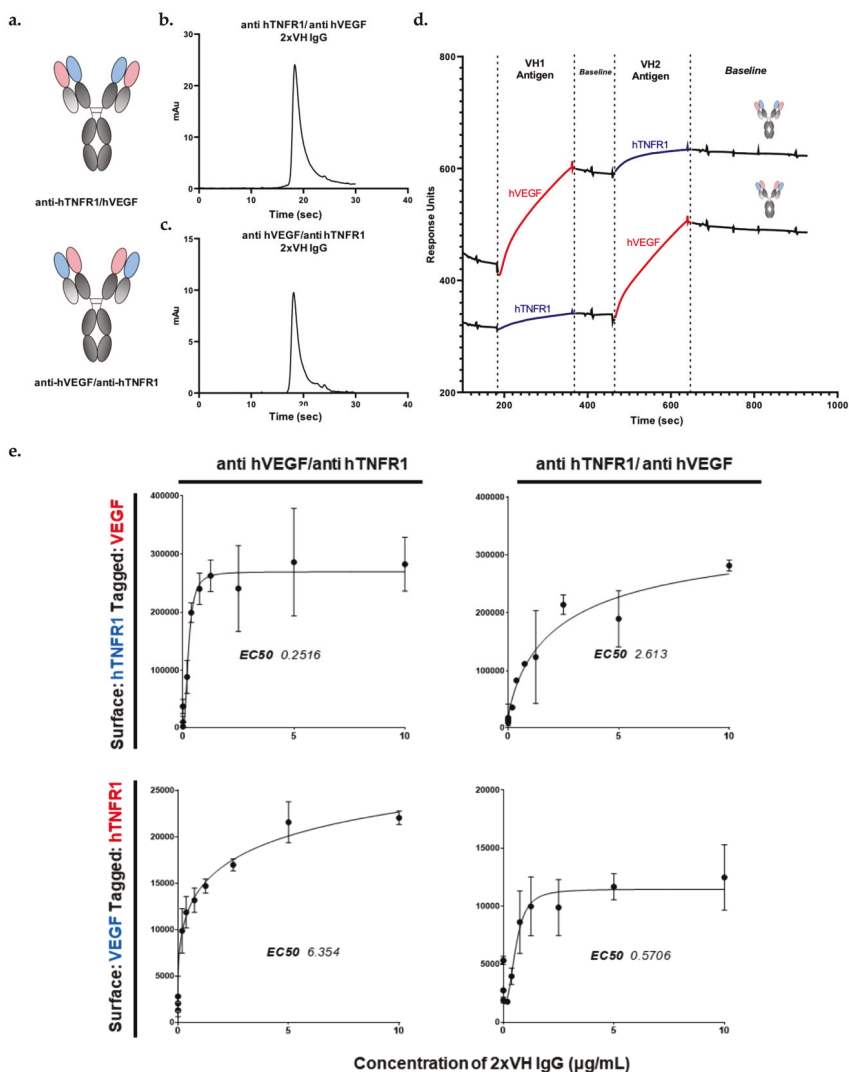 a.
anti-hTNFR1/hVEGF
anti-hVEGF/anti-hTNFR1
b.
anti hTNFR1/ anti hVEGF
2xVH IgG
30
20
10
0
mAu
0 10 20 30 40
Time (sec)
c.
anti hVEGF/anti hTNFR1
2xVH IgG
15
10
5
0
mAu
0 10 20 30 40
Time (sec)
d.
VH1
Antigen
Baseline
VH2
Antigen
Baseline
800
600
400
200
Response Units
hVEGF
hTNFR1
hVEGF
hTNFR1
200 400 600 800 1000
Time (sec)
e.
anti hVEGF/anti hTNFR1
anti hTNFR1/ anti hVEGF
Surface: hTNFR1 Tagged: VEGF
400000
300000
200000
100000
0
EC50 0.2516
0 5 10
400000
300000
200000
100000
0
EC50 2.613
0 5 10
Surface: VEGF Tagged: hTNFR1
25000
20000
15000
10000
5000
0
EC50 6.354
0 5 10
20000
15000
10000
5000
0
EC50 0.5706
0 5 10
Concentration of 2xVH IgG (µg/mL)